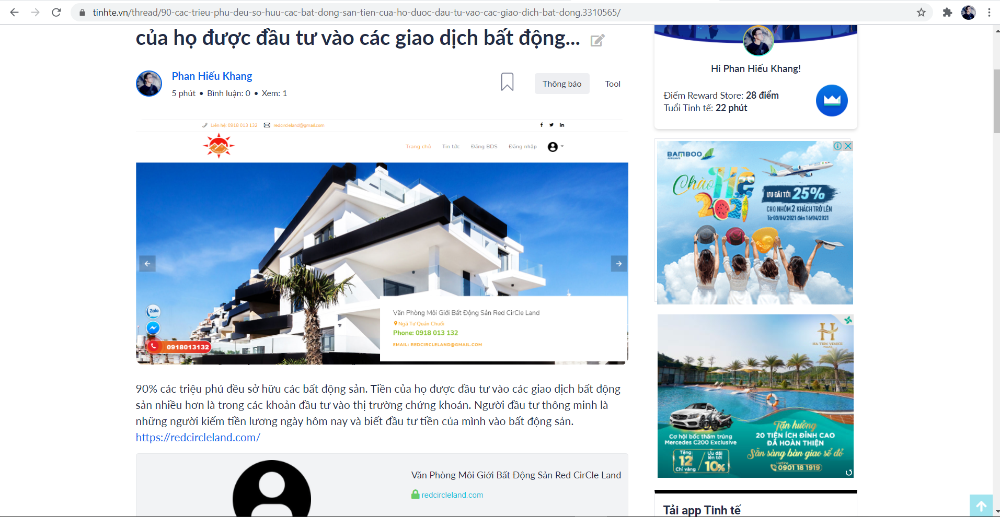 tinhte.vn/thread/90-cac-trieu-phu-deu-so-huu-cac-bat-dong-san-tien-cua-ho-duoc-dau-tu-vao-cac-giao-dich-bat-dong.3310565/
của họ được đầu tư vào các giao dịch bất động...
Phan Hiếu Khang
5 phút • Bình luận: 0 • Xem: 1
Thông báo
Tool
Liên hệ: 0918 013 132
redcircleland@gmail.com
Trang chủ
Tin tức
Đăng BDS
Đăng nhập
Zalo
0918013132
Văn Phòng Môi Giới Bất Động Sản Red CirCle Land
Ngã Tư Quán Chuối
Phone: 0918 013 132
EMAIL: REDCIRCLELAND@GMAIL.COM
90% các triệu phú đều sở hữu các bất động sản. Tiền của họ được đầu tư vào các giao dịch bất động
sản nhiều hơn là trong các khoản đầu tư vào thị trường chứng khoán. Người đầu tư thông minh là
những người kiếm tiền lương ngày hôm nay và biết đầu tư tiền của mình vào bất động sản.
https://redcircleland.com/
Văn Phòng Môi Giới Bất Động Sản Red CirCle Land
redcircleland.com
Hi Phan Hiếu Khang!
Điểm Reward Store: 28 điểm
Tuổi Tinh tế: 22 phút
BAMBOO
AIRWAYS
Chào Hè
2021
ƯU ĐÃI TỚI 25%
CHO NHÓM 2 KHÁCH TRỞ LÊN
Từ 03/04/2021 đến 16/04/2021
H
HA TIEN VENICE
VILLAS
Cơ hội bốc thăm trúng
Mercedes C200 Exclusive
Tặng
12
Chỉ vàng
Ưu đãi
lên tới
10%
Tận hưởng
20 TIỆN ÍCH ĐỈNH CAO
ĐÃ HOÀN THIỆN
Sẵn sàng bàn giao sổ đỏ
Hotline
0901 18 1919
Tải app Tinh tế